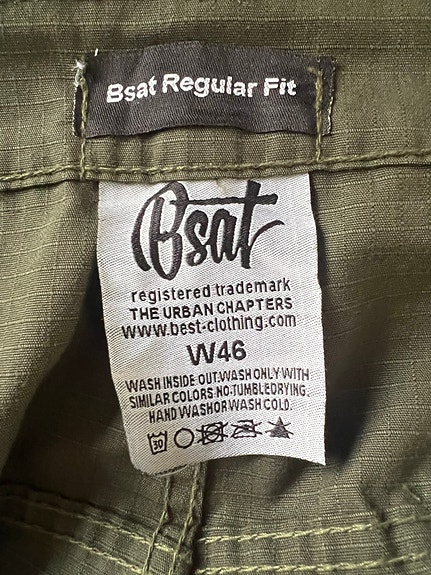 Bsat Regular Fit
Bsat
registered trademark
THE URBAN CHAPTERS
www.best-clothing.com
W46
WASH INSIDE OUT.WASH ONLY WITH
SIMILAR COLORS.NO.TUMBLEDRYING.
HAND WASHOR WASH COLD.
30